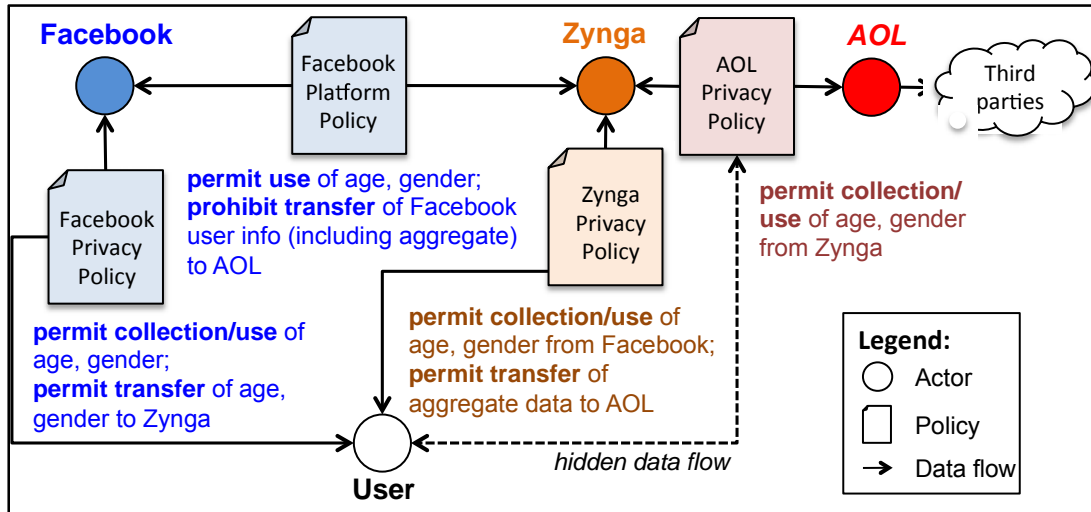 Facebook
Zynga
AOL
Facebook
Platform
Policy
AOL
Privacy
Policy
Third
parties
Facebook
Privacy
Policy
permit use of age, gender;
prohibit transfer of Facebook
user info (including aggregate)
to AOL
Zynga
Privacy
Policy
permit collection/
use of age, gender
from Zynga
permit collection/use of
age, gender;
permit transfer of age,
gender to Zynga
permit collection/use of
age, gender from Facebook;
permit transfer of
aggregate data to AOL
hidden data flow
User
Legend:
Actor
Policy
Data flow